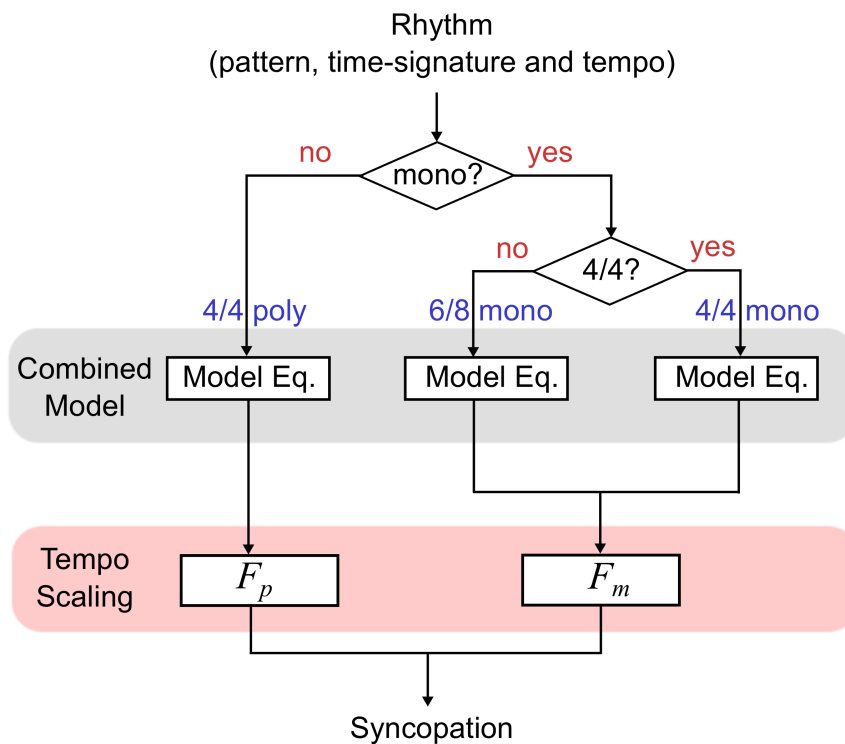 Rhythm
(pattern, time-signature and tempo)
no
yes
mono?
no
yes
4/4?
4/4 poly
6/8 mono
4/4 mono
Combined
Model
Model Eq.
Model Eq.
Model Eq.
Tempo
Scaling
Fp
Fm
Syncopation